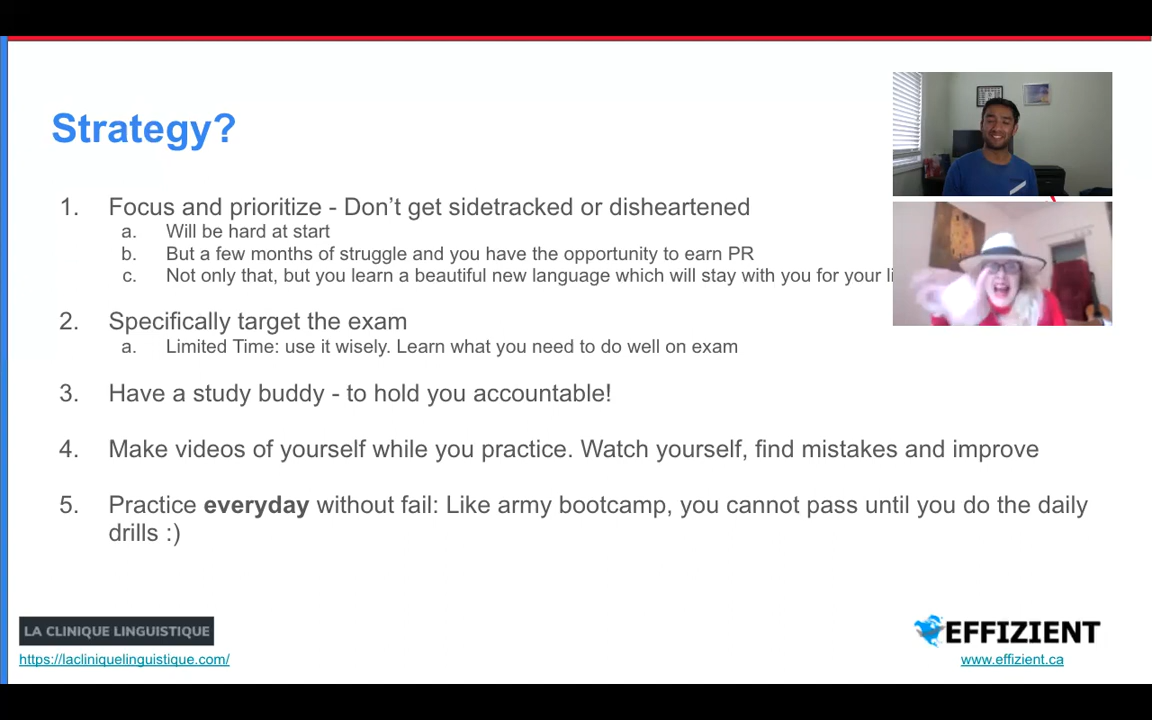 Strategy?
1. Focus and prioritize - Don't get sidetracked or disheartened
a. Will be hard at start
b. But a few months of struggle and you have the opportunity to earn PR
c. Not only that, but you learn a beautiful new language which will stay with you for your
2. Specifically target the exam
a. Limited Time: use it wisely. Learn what you need to do well on exam
3. Have a study buddy - to hold you accountable!
4. Make videos of yourself while you practice. Watch yourself, find mistakes and improve
5. Practice everyday without fail: Like army bootcamp, you cannot pass until you do the daily
drills :)
LA CLINIQUE LINGUISTIQUE
https://lacliniquelinguistique.com/
EFFIZIENT
www.effizient.ca